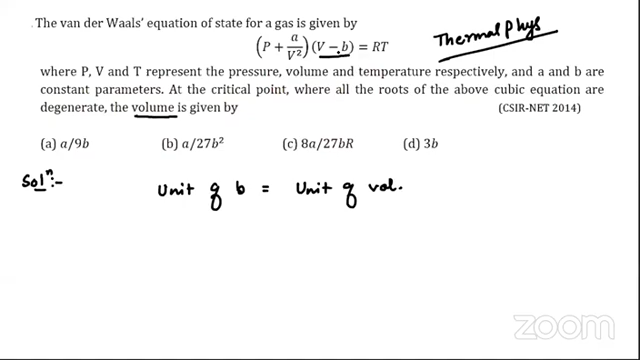 The van der Waals' equation of state for a gas is given by
(P + a/V²)(V − b) = RT
Thermal Phys
where P, V and T represent the pressure, volume and temperature respectively, and a and b are
constant parameters. At the critical point, where all the roots of the above cubic equation are
degenerate, the volume is given by (CSIR-NET 2014)
(a) a/9b (b) a/27b² (c) 8a/27bR (d) 3b
Solⁿ:-
Unit of b = Unit of vol.
zoom